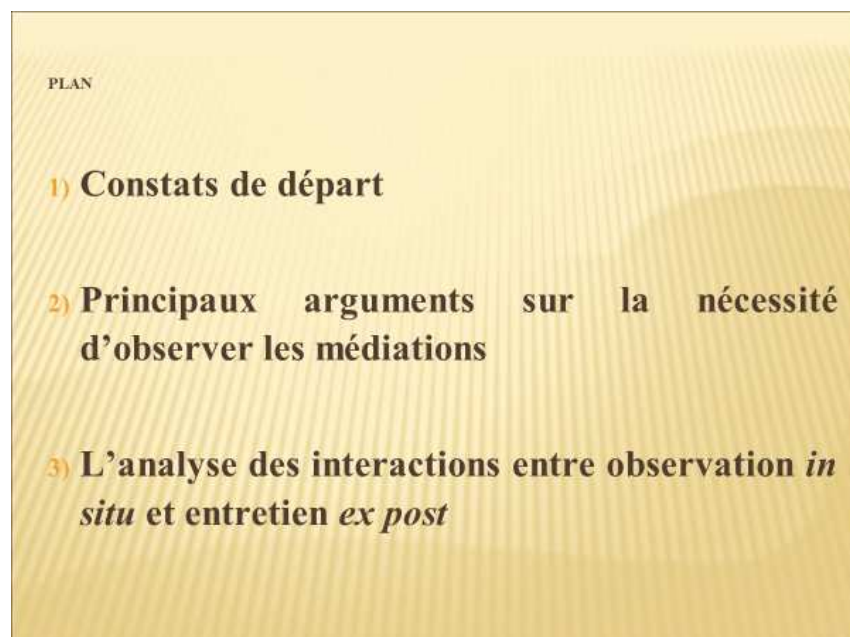 PLAN
1) Constats de départ
2) Principaux arguments sur la nécessité
d’observer les médiations
3) L’analyse des interactions entre observation in
situ et entretien ex post